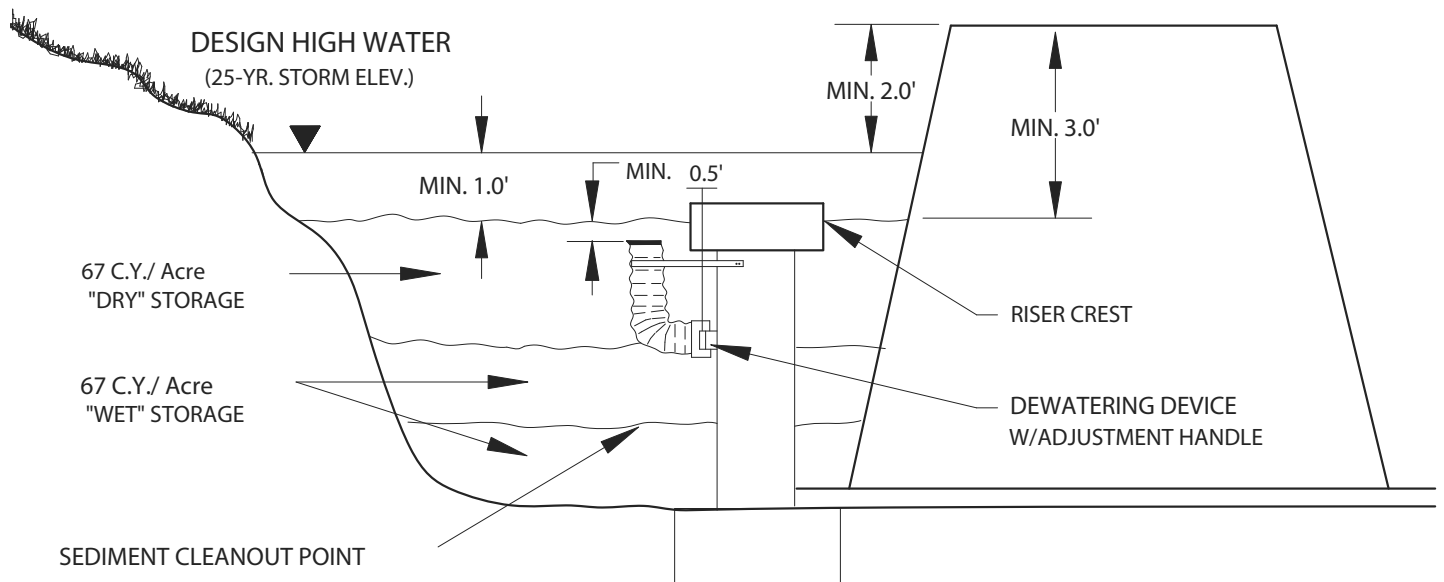 DESIGN HIGH WATER
(25-YR. STORM ELEV.)
MIN. 2.0'
MIN. 3.0'
MIN. 1.0'
MIN. 0.5'
67 C.Y./ Acre
"DRY" STORAGE
RISER CREST
67 C.Y./ Acre
"WET" STORAGE
DEWATERING DEVICE
W/ADJUSTMENT HANDLE
SEDIMENT CLEANOUT POINT